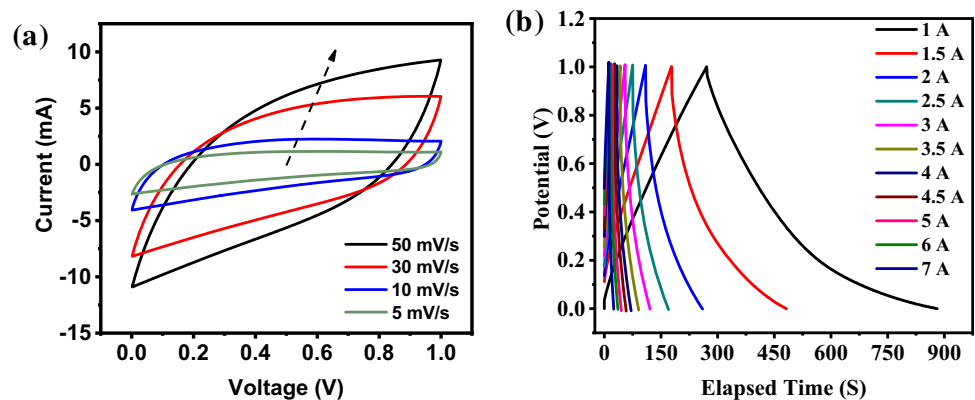 (a)
10
5
0
-5
-10
-15
Currrent (mA)
0.0 0.2 0.4 0.6 0.8 1.0
Voltage (V)
50 mV/s
30 mV/s
10 mV/s
5 mV/s
(b)
1.2
1.0
0.8
0.6
0.4
0.2
0.0
Potential (V)
0 150 300 450 600 750 900
Elapsed Time (S)
1 A
1.5 A
2 A
2.5 A
3 A
3.5 A
4 A
4.5 A
5 A
6 A
7 A